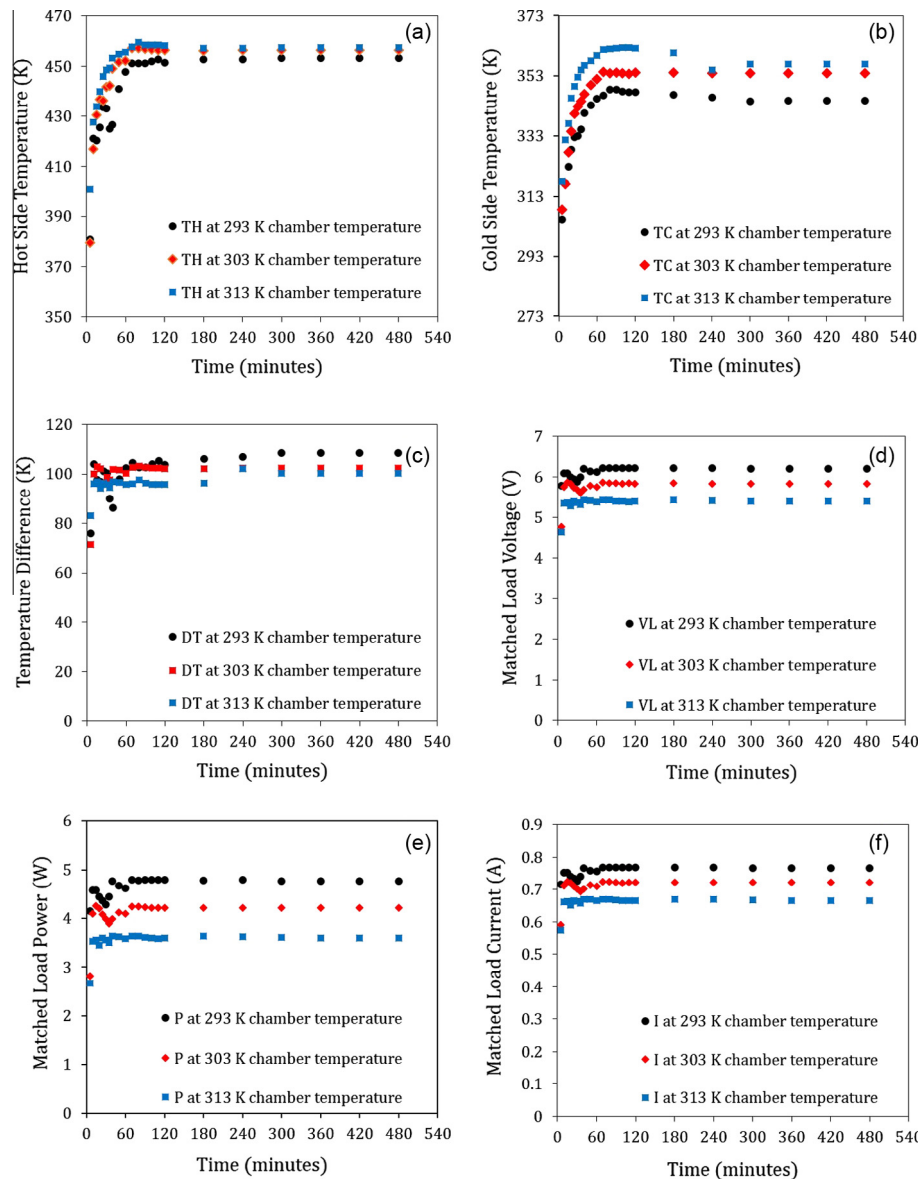 (a)
Hot Side Temperature (K)
470
450
430
410
390
370
350
TH at 293 K chamber temperature
TH at 303 K chamber temperature
TH at 313 K chamber temperature
0 60 120 180 240 300 360 420 480 540
Time (minutes)
(b)
Cold Side Temperature (K)
373
353
333
313
293
273
TC at 293 K chamber temperature
TC at 303 K chamber temperature
TC at 313 K chamber temperature
0 60 120 180 240 300 360 420 480 540
Time (minutes)
(c)
Temperature Difference (K)
120
100
80
60
40
20
0
DT at 293 K chamber temperature
DT at 303 K chamber temperature
DT at 313 K chamber temperature
0 60 120 180 240 300 360 420 480 540
Time (minutes)
(d)
Matched Load Voltage (V)
7
6
5
4
3
2
1
0
VL at 293 K chamber temperature
VL at 303 K chamber temperature
VL at 313 K chamber temperature
0 60 120 180 240 300 360 420 480 540
Time (minutes)
(e)
Matched Load Power (W)
6
5
4
3
2
1
0
P at 293 K chamber temperature
P at 303 K chamber temperature
P at 313 K chamber temperature
0 60 120 180 240 300 360 420 480 540
Time (minutes)
(f)
Matched Load Current (A)
0.9
0.8
0.7
0.6
0.5
0.4
0.3
0.2
0.1
0
I at 293 K chamber temperature
I at 303 K chamber temperature
I at 313 K chamber temperature
0 60 120 180 240 300 360 420 480 540
Time (minutes)